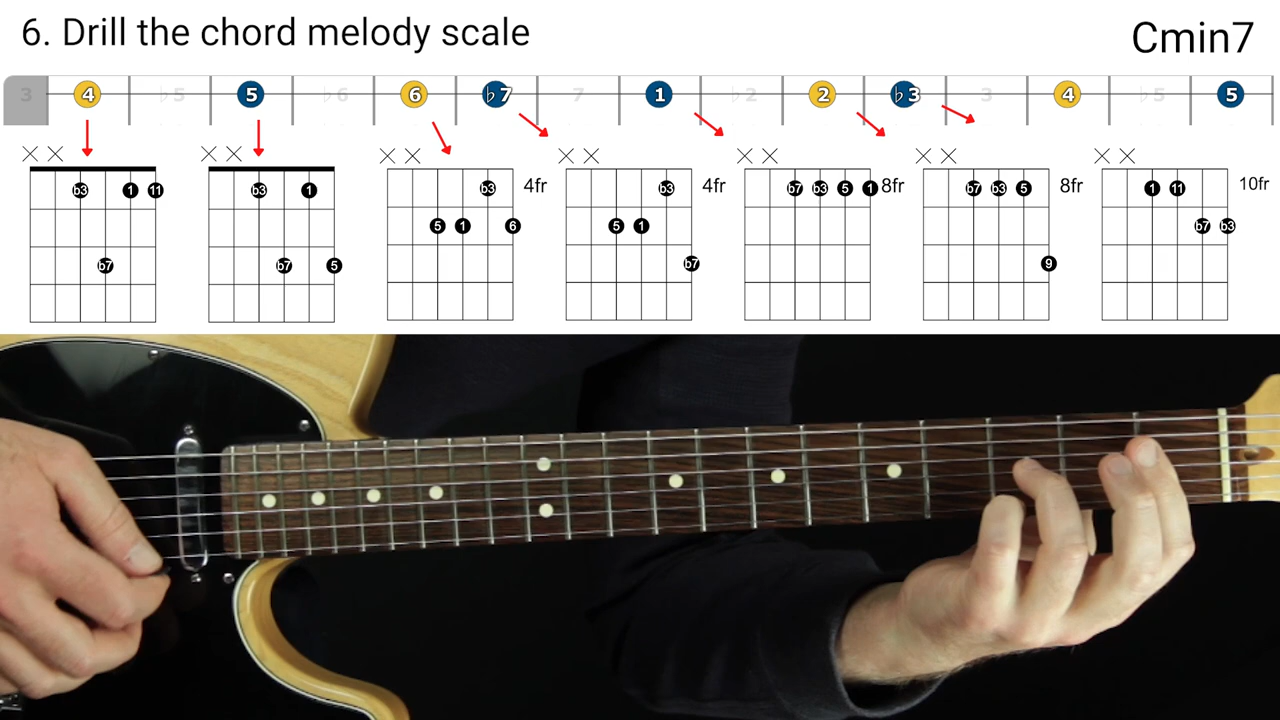 6. Drill the chord melody scale
Cmin7
3 4 ♭5 5 ♭6 6 ♭7 7 1 ♭2 2 ♭3 3 4 ♭5 5
× × × × × × × × × × × × × ×
b3 1 11
b7
b3 1
b7 5
b3 4fr
5 1 6
b3 4fr
5 1
b7
b7 b3 5 1 8fr
b7 b3 5 8fr
9
1 11 10fr
b7 b3